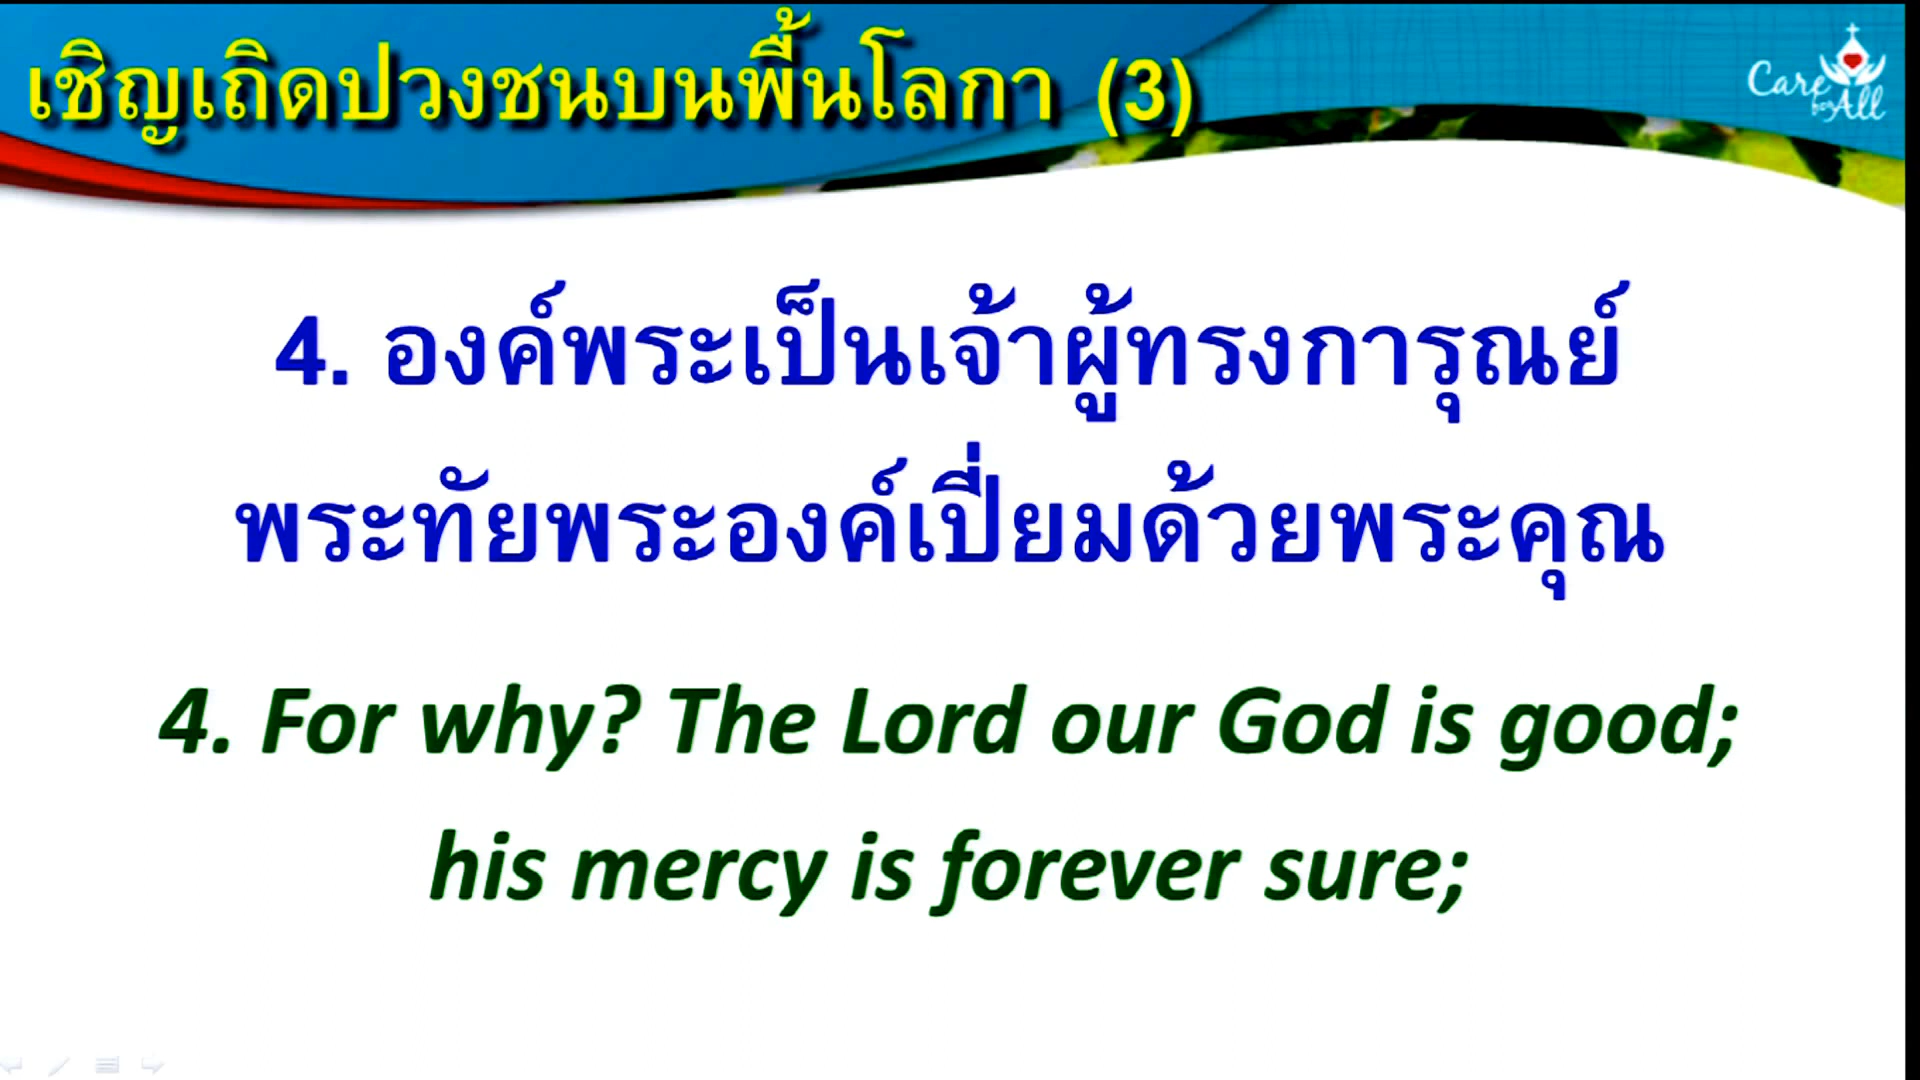 เชิญเถิดปวงชนบนพื้นโลกา (3)
Care
for All
4. องค์พระเป็นเจ้าผู้ทรงการุณย์
พระทัยพระองค์เปี่ยมด้วยพระคุณ
4. For why? The Lord our God is good;
his mercy is forever sure;